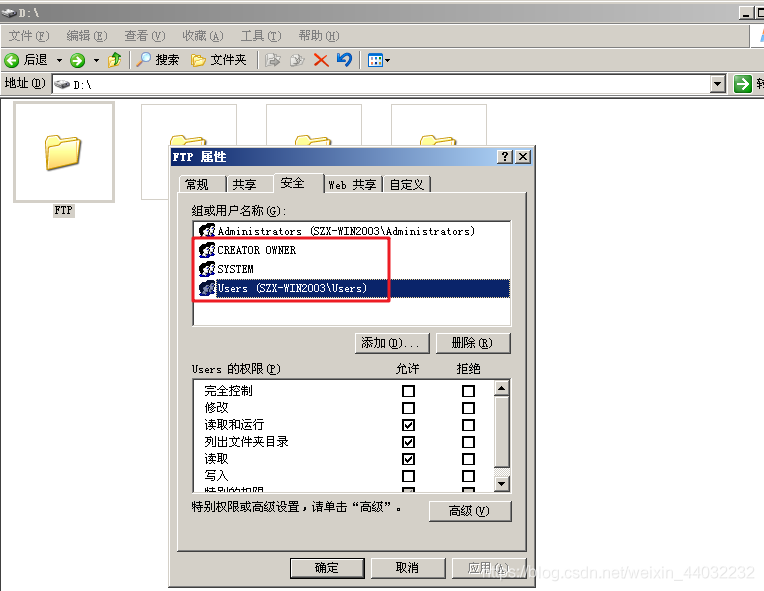 D:\
文件(F) 编辑(E) 查看(V) 收藏(A) 工具(T) 帮助(H)
后退 搜索 文件夹
地址(D) D:\ 转
FTP
FTP 属性
常规 共享 安全 Web 共享 自定义
组或用户名称(G):
Administrators (SZX-WIN2003\Administrators)
CREATOR OWNER
SYSTEM
Users (SZX-WIN2003\Users)
添加(D)... 删除(R)
Users 的权限(P) 允许 拒绝
完全控制
修改
读取和运行
列出文件夹目录
读取
写入
特别的权限
特别权限或高级设置,请单击“高级”。
高级(V)
确定 取消 应用(A)
https://blog.csdn.net/weixin_44032232